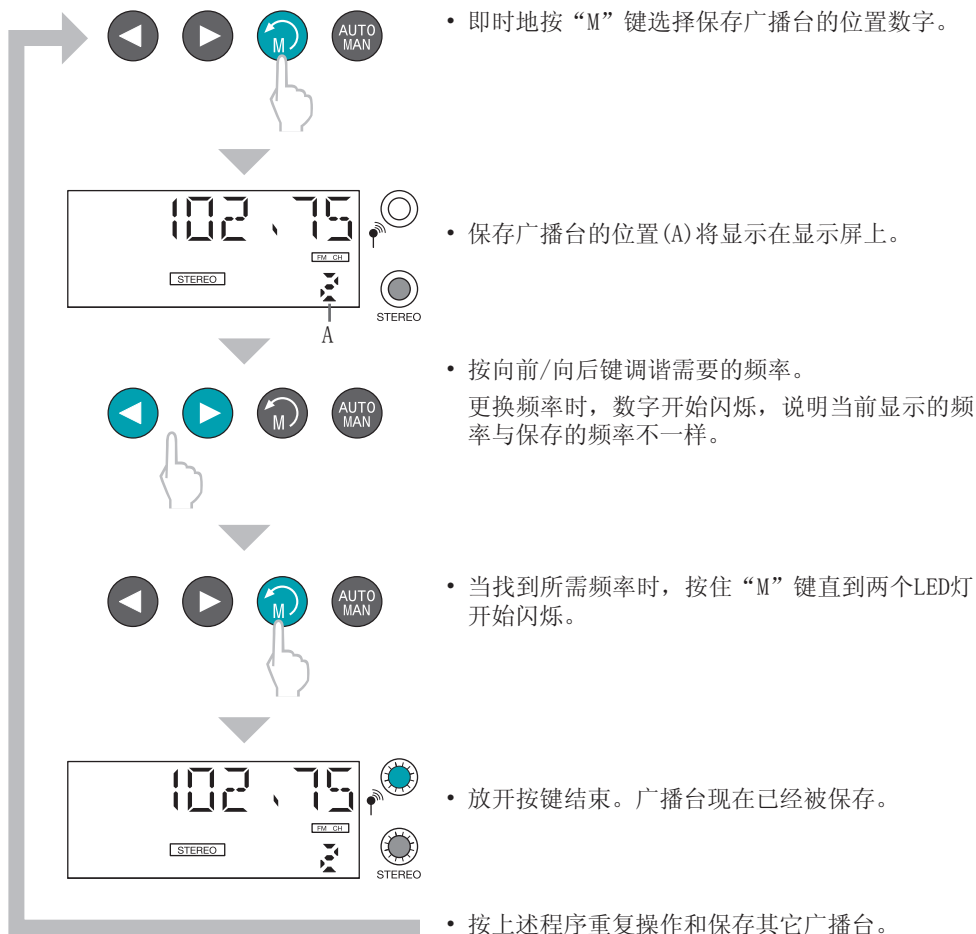 M
AUTO
MAN
• 即时地按“M”键选择保存广播台的位置数字。
102.75
FM CH
STEREO
2
STEREO
A
• 保存广播台的位置(A)将显示在显示屏上。
M
AUTO
MAN
• 按向前/向后键调谐需要的频率。
更换频率时，数字开始闪烁，说明当前显示的频
率与保存的频率不一样。
M
AUTO
MAN
• 当找到所需频率时，按住“M”键直到两个LED灯
开始闪烁。
102.75
FM CH
STEREO
2
STEREO
• 放开按键结束。广播台现在已经被保存。
• 按上述程序重复操作和保存其它广播台。